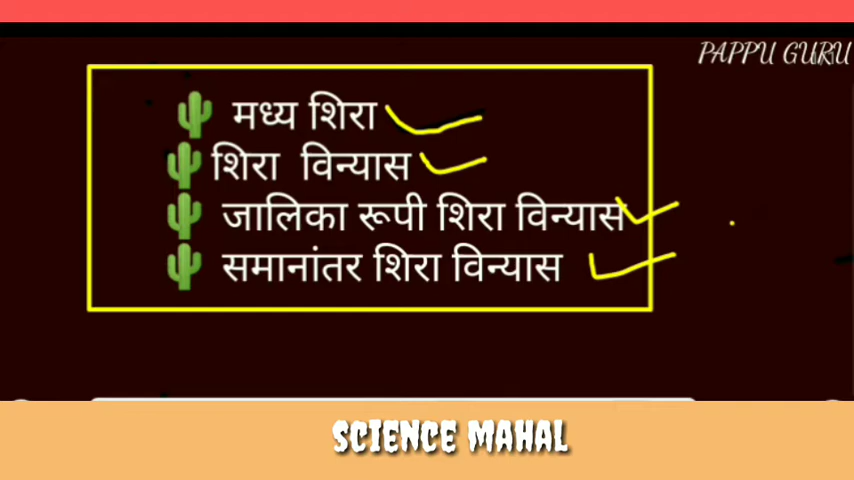 PAPPU GURU
मध्य शिरा
शिरा विन्यास
जालिका रूपी शिरा विन्यास
समानांतर शिरा विन्यास
SCIENCE MAHAL